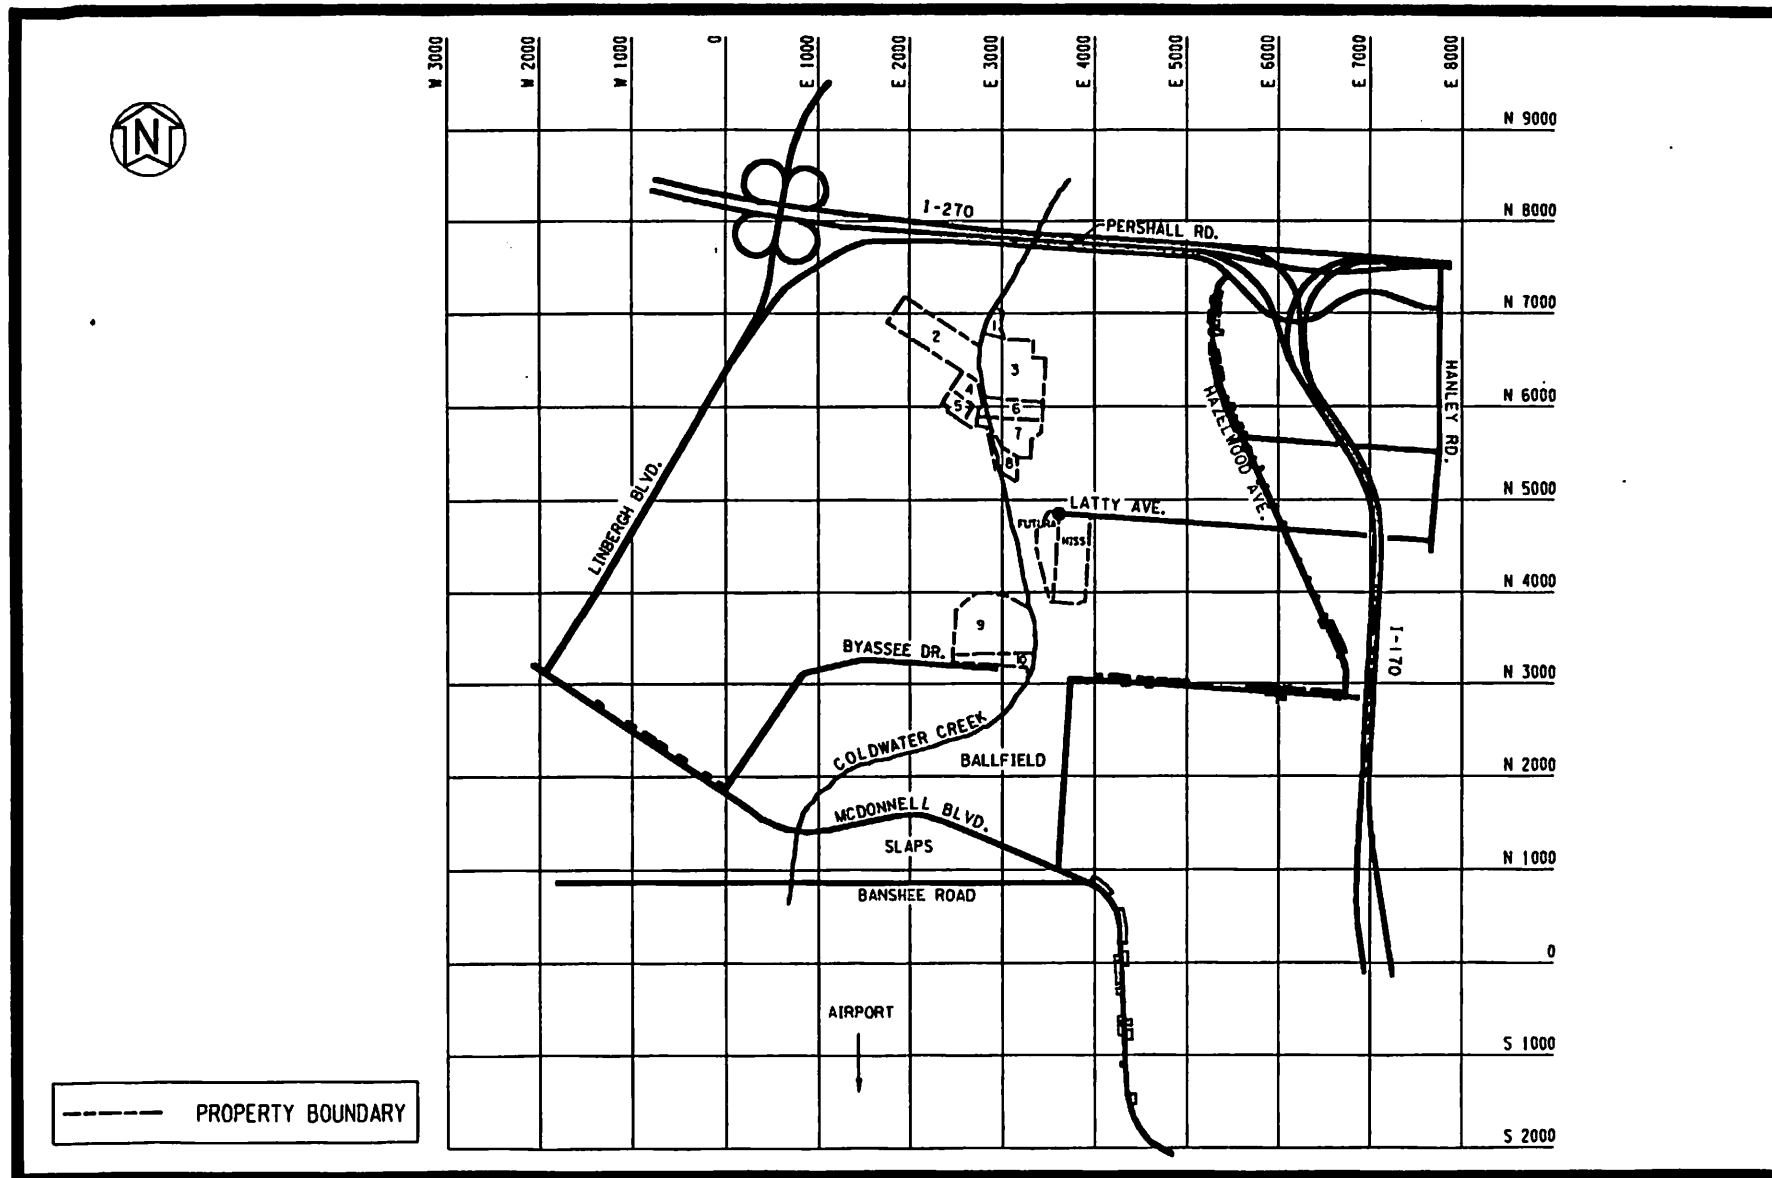 W 3000
W 2000
W 1000
0
E 1000
E 2000
E 3000
E 4000
E 5000
E 6000
E 7000
E 8000
N
N 9000
I-270
N 8000
PERSHALL RD.
N 7000
1
2
3
HANLEY RD.
4
N 6000
5
6
HAZELWOOD AVE.
7
8
LINBERGH BLVD.
N 5000
LATTY AVE.
FUTURA
HISS
N 4000
9
I-170
BYASSEE DR.
10
N 3000
COLDWATER CREEK
BALLFIELD
N 2000
MCDONNELL BLVD.
SLAPS
N 1000
BANSHEE ROAD
0
AIRPORT
S 1000
PROPERTY BOUNDARY
S 2000